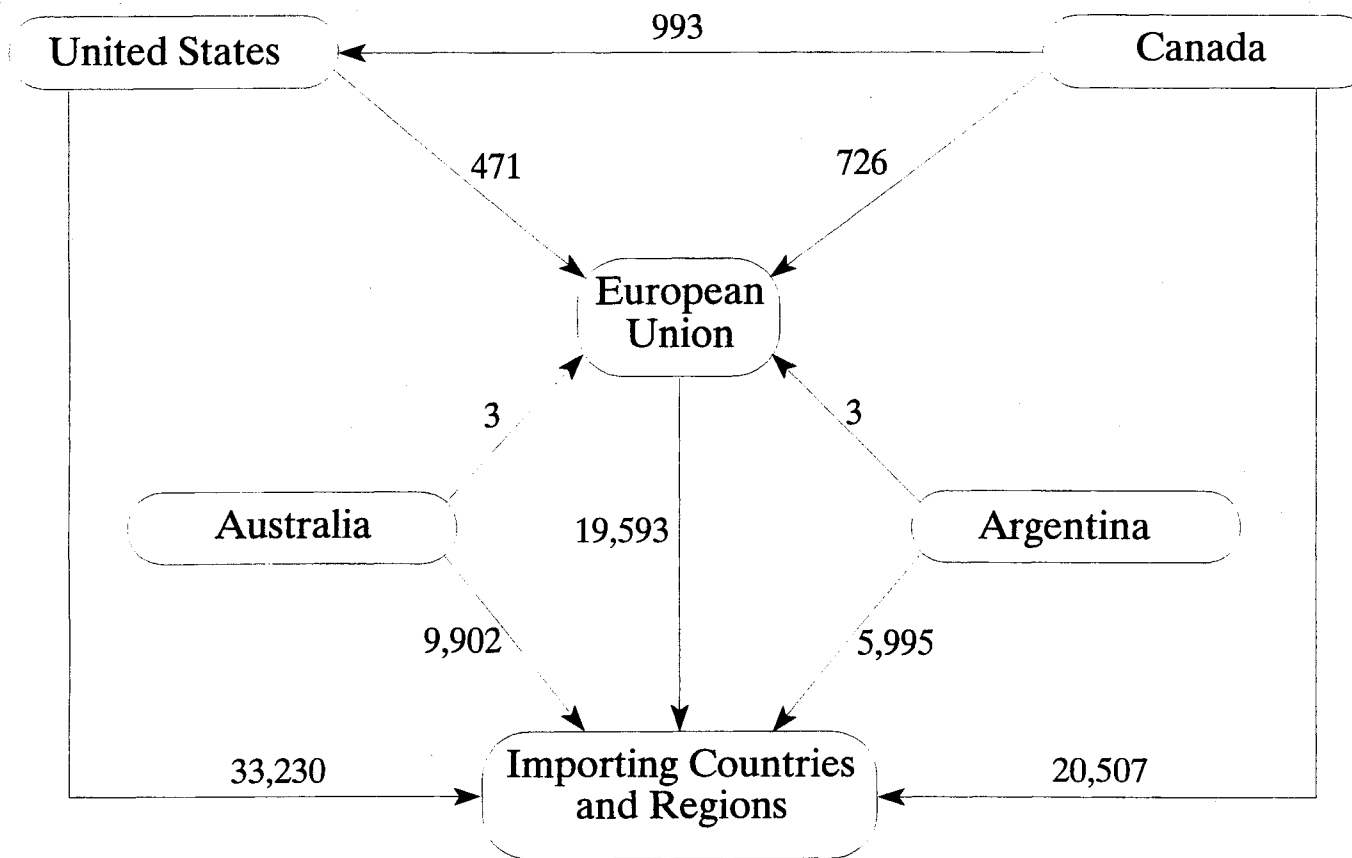 993
United States
Canada
471
726
European
Union
3
3
Australia
19,593
Argentina
9,902
5,995
33,230
Importing Countries
and Regions
20,507